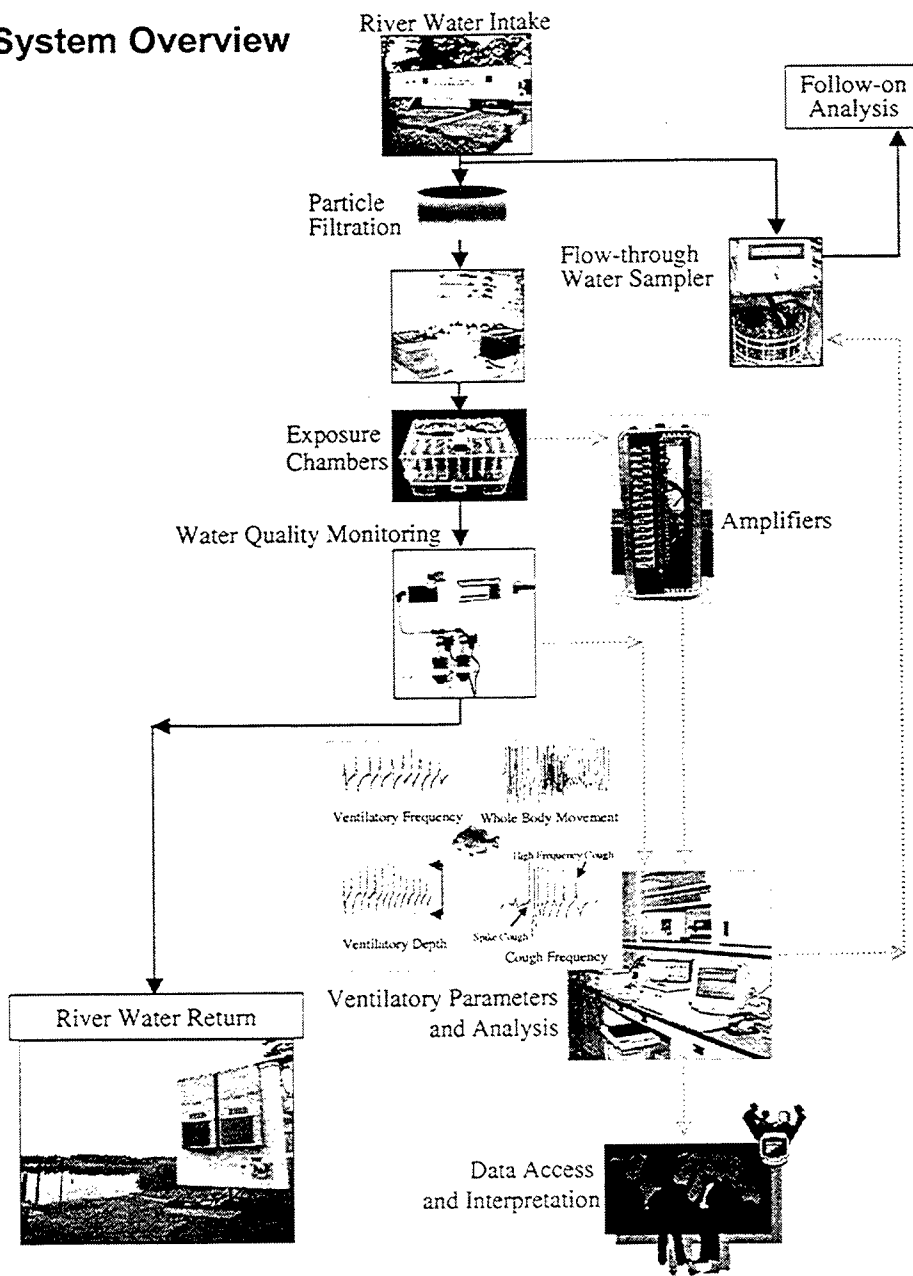 System Overview
River Water Intake
Follow-on
Analysis
Particle
Filtration
Flow-through
Water Sampler
Exposure
Chambers
Amplifiers
Water Quality Monitoring
Ventilatory Frequency
Whole Body Movement
High Frequency Cough
Spike Cough
Ventilatory Depth
Cough Frequency
Ventilatory Parameters
and Analysis
River Water Return
Data Access
and Interpretation